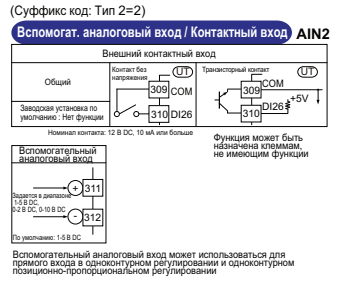 (Суффикс код: Тип 2=2)
Вспомогат. аналоговый вход / Контактный вход AIN2
Внешний контактный вход
Общий
Контакт без
напряжения
UT
309 COM
310 DI26
Транзисторный контакт
UT
309 COM
+5V
310 DI26
Заводская установка по
умолчанию : Нет функции
Номинал контакта: 12 В DC, 10 мА или больше
Функция может быть
назначена клеммам,
не имеющим функции
Вспомогательный
аналоговый вход
+ 311
Задается в диапазоне
1-5 В DC,
0-2 В DC, 0-10 В DC
- 312
По умолчанию: 1-5 В DC
Вспомогательный аналоговый вход может использоваться для
прямого входа в одноконтурном регулировании и одноконтурном
позиционно-пропорциональном регулировании